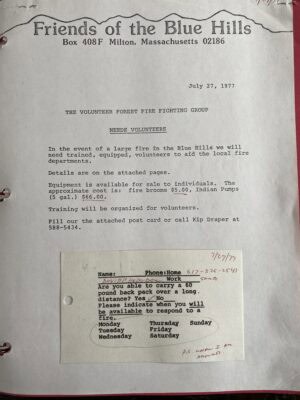 Friends of the Blue Hills
Box 408F Milton, Massachusetts 02186
July 27, 1977
THE VOLUNTEER FOREST FIRE FIGHTING GROUP
NEEDS VOLUNTEERS
In the event of a large fire in the Blue Hills we will
need trained, equipped, volunteers to aid the local fire
departments.
Details are on the attached pages.
Equipment is available for sale to individuals. The
approximate cost is: fire brooms $5.00, Indian Pumps
(5 gal.) $66.00.
Training will be organized for volunteers.
Fill our the attached post card or call Kip Draper at
588-5434.
7/27/77
Name: Phone:Home
Work
Are you able to carry a 60
pound back pack over a long
distance? Yes No
Please indicate when you will
be available to respond to a
fire.
Monday Thursday Sunday
Tuesday Friday
Wednesday Saturday